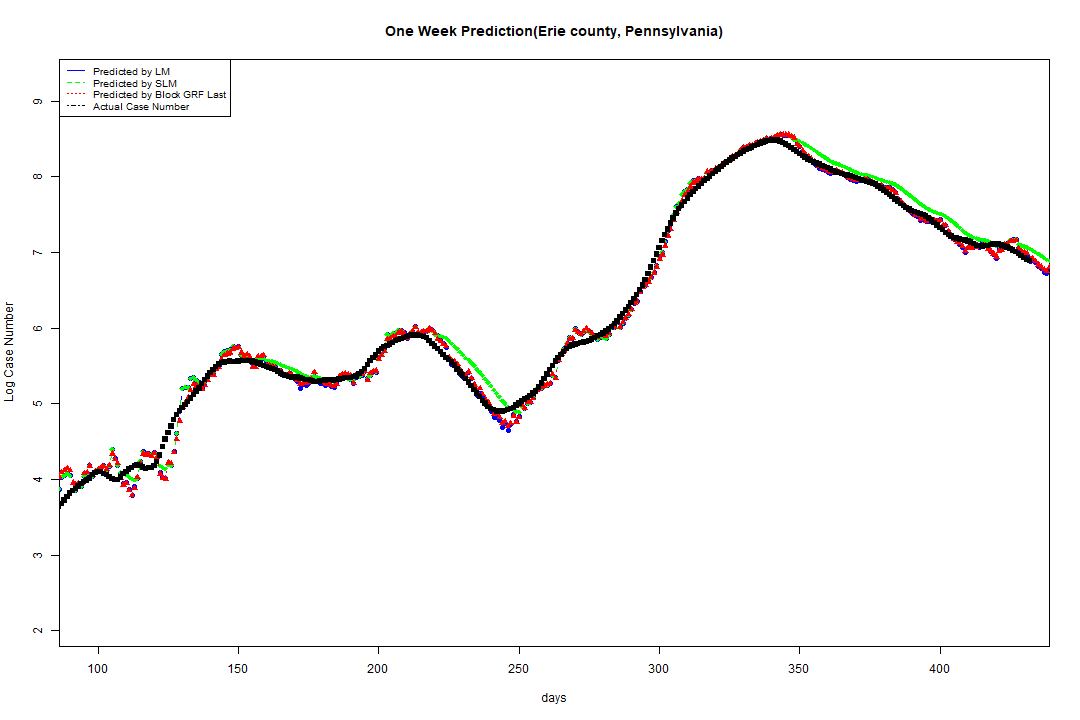 One Week Prediction(Erie county, Pennsylvania)
Predicted by LM
Predicted by SLM
Predicted by Block GRF Last
Actual Case Number
9
8
7
6
5
4
3
2
Log Case Number
100 150 200 250 300 350 400
days